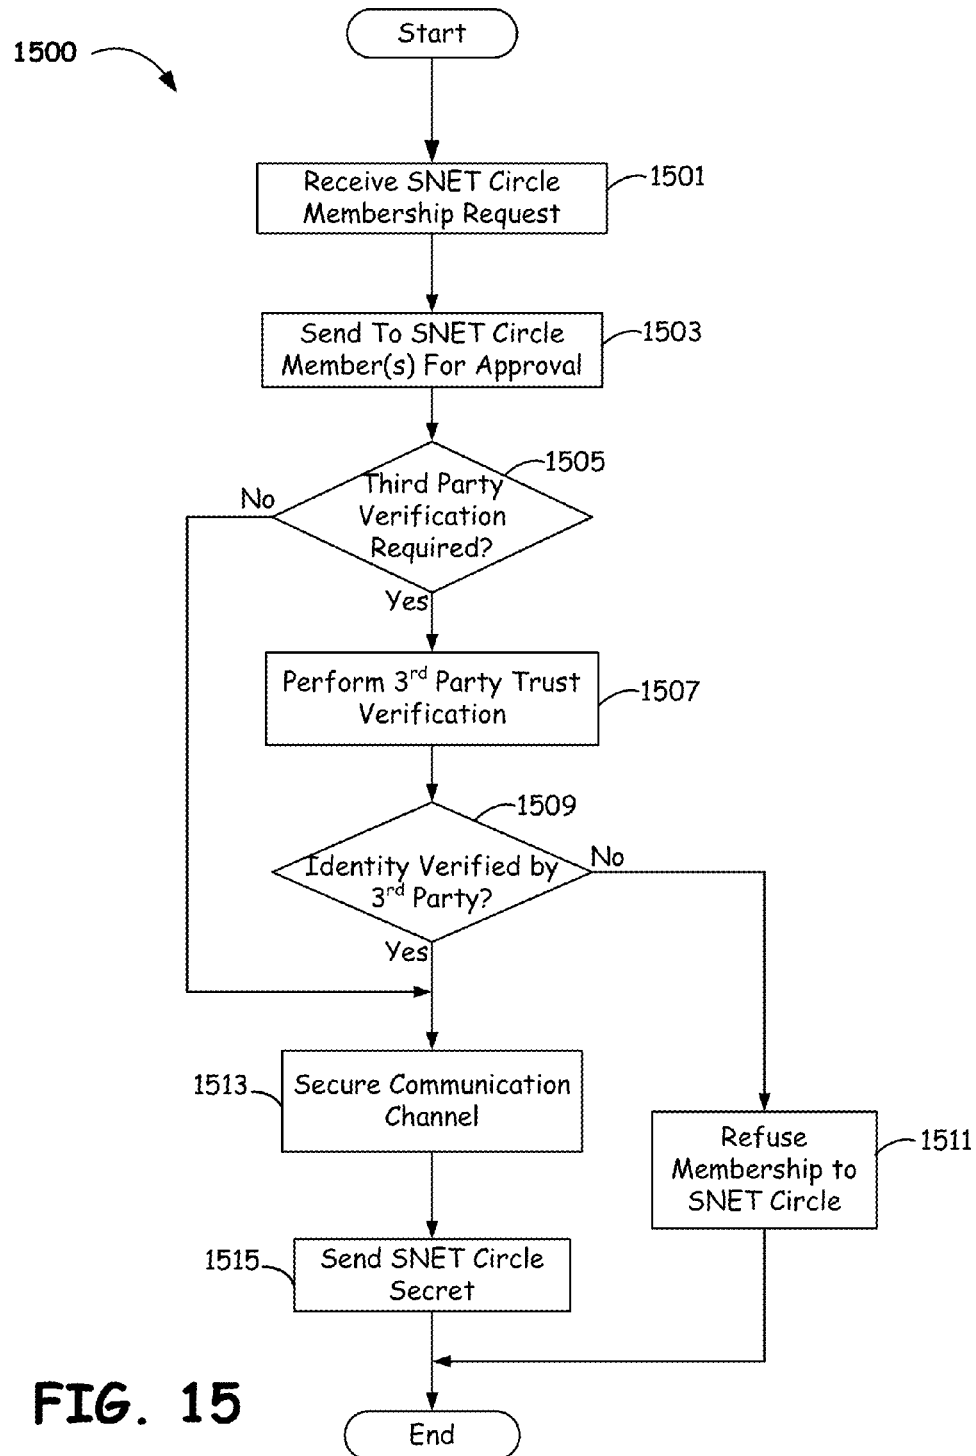 Start
1500
Receive SNET Circle
Membership Request
1501
Send To SNET Circle
Member(s) For Approval
1503
Third Party
Verification
Required?
1505
No
Yes
Perform 3rd Party Trust
Verification
1507
Identity Verified by
3rd Party?
1509
No
Yes
Secure Communication
Channel
1513
Refuse
Membership to
SNET Circle
1511
Send SNET Circle
Secret
1515
FIG. 15
End